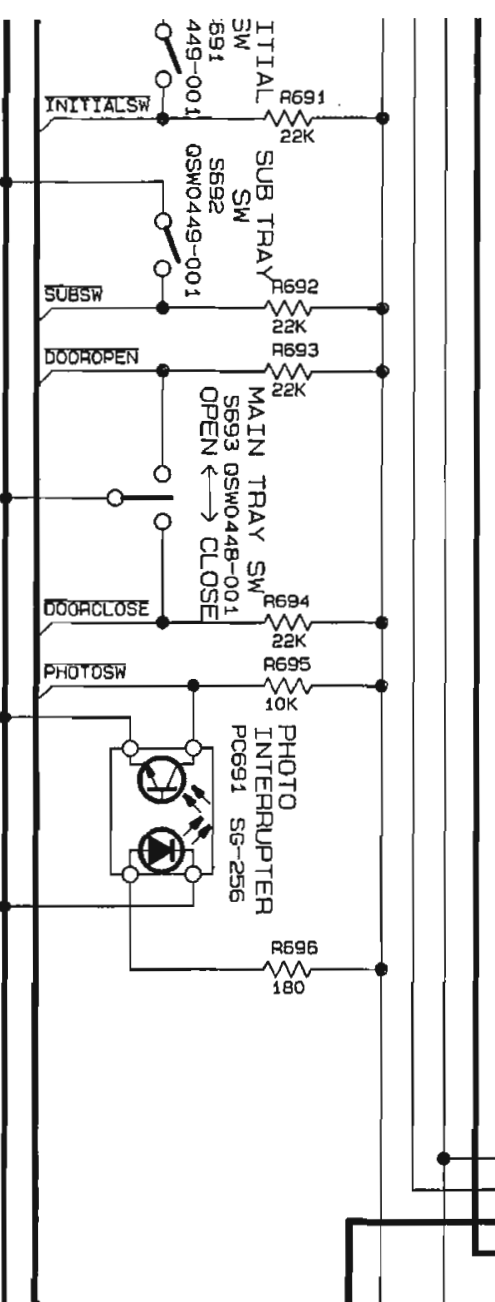 ITIAL
SW
691
449-001
INITIALSW
R691
22K
SUB TRAY
SW
S692
QSW0449-001
SUBSW
R692
22K
DOOROPEN
R693
22K
MAIN TRAY SW
S693 QSW0448-001
OPEN ←→ CLOSE
DOORCLOSE
R694
22K
PHOTOSW
R695
10K
PHOTO
INTERRUPTER
PC691 SG-256
R696
180